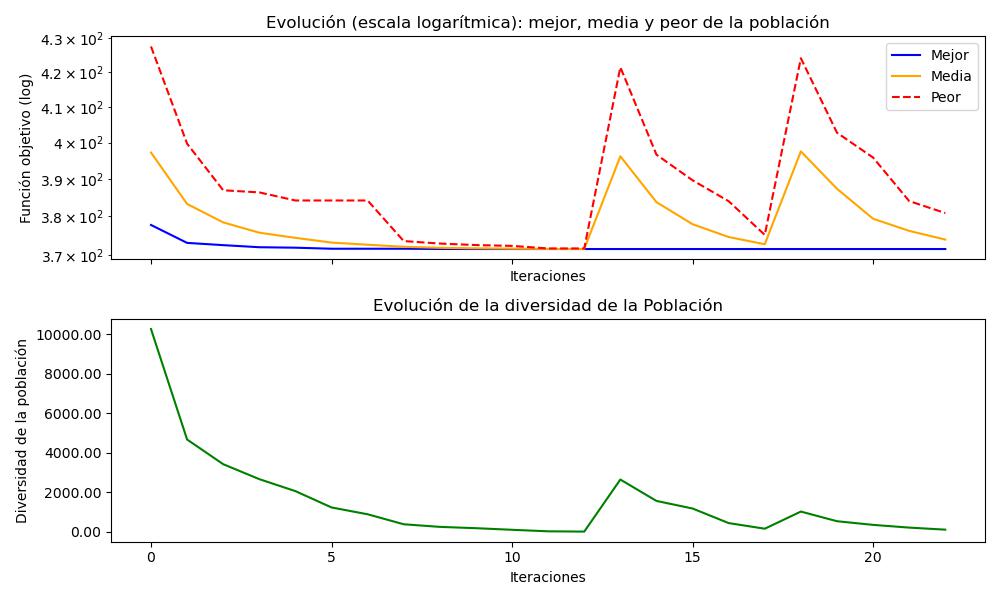 Evolución (escala logarítmica): mejor, media y peor de la población
4.3 × 10²
4.2 × 10²
4.1 × 10²
4 × 10²
3.9 × 10²
3.8 × 10²
3.7 × 10²
Función objetivo (log)
Mejor
Media
Peor
Iteraciones
Evolución de la diversidad de la Población
10000.00
8000.00
6000.00
4000.00
2000.00
0.00
Diversidad de la población
0 5 10 15 20
Iteraciones